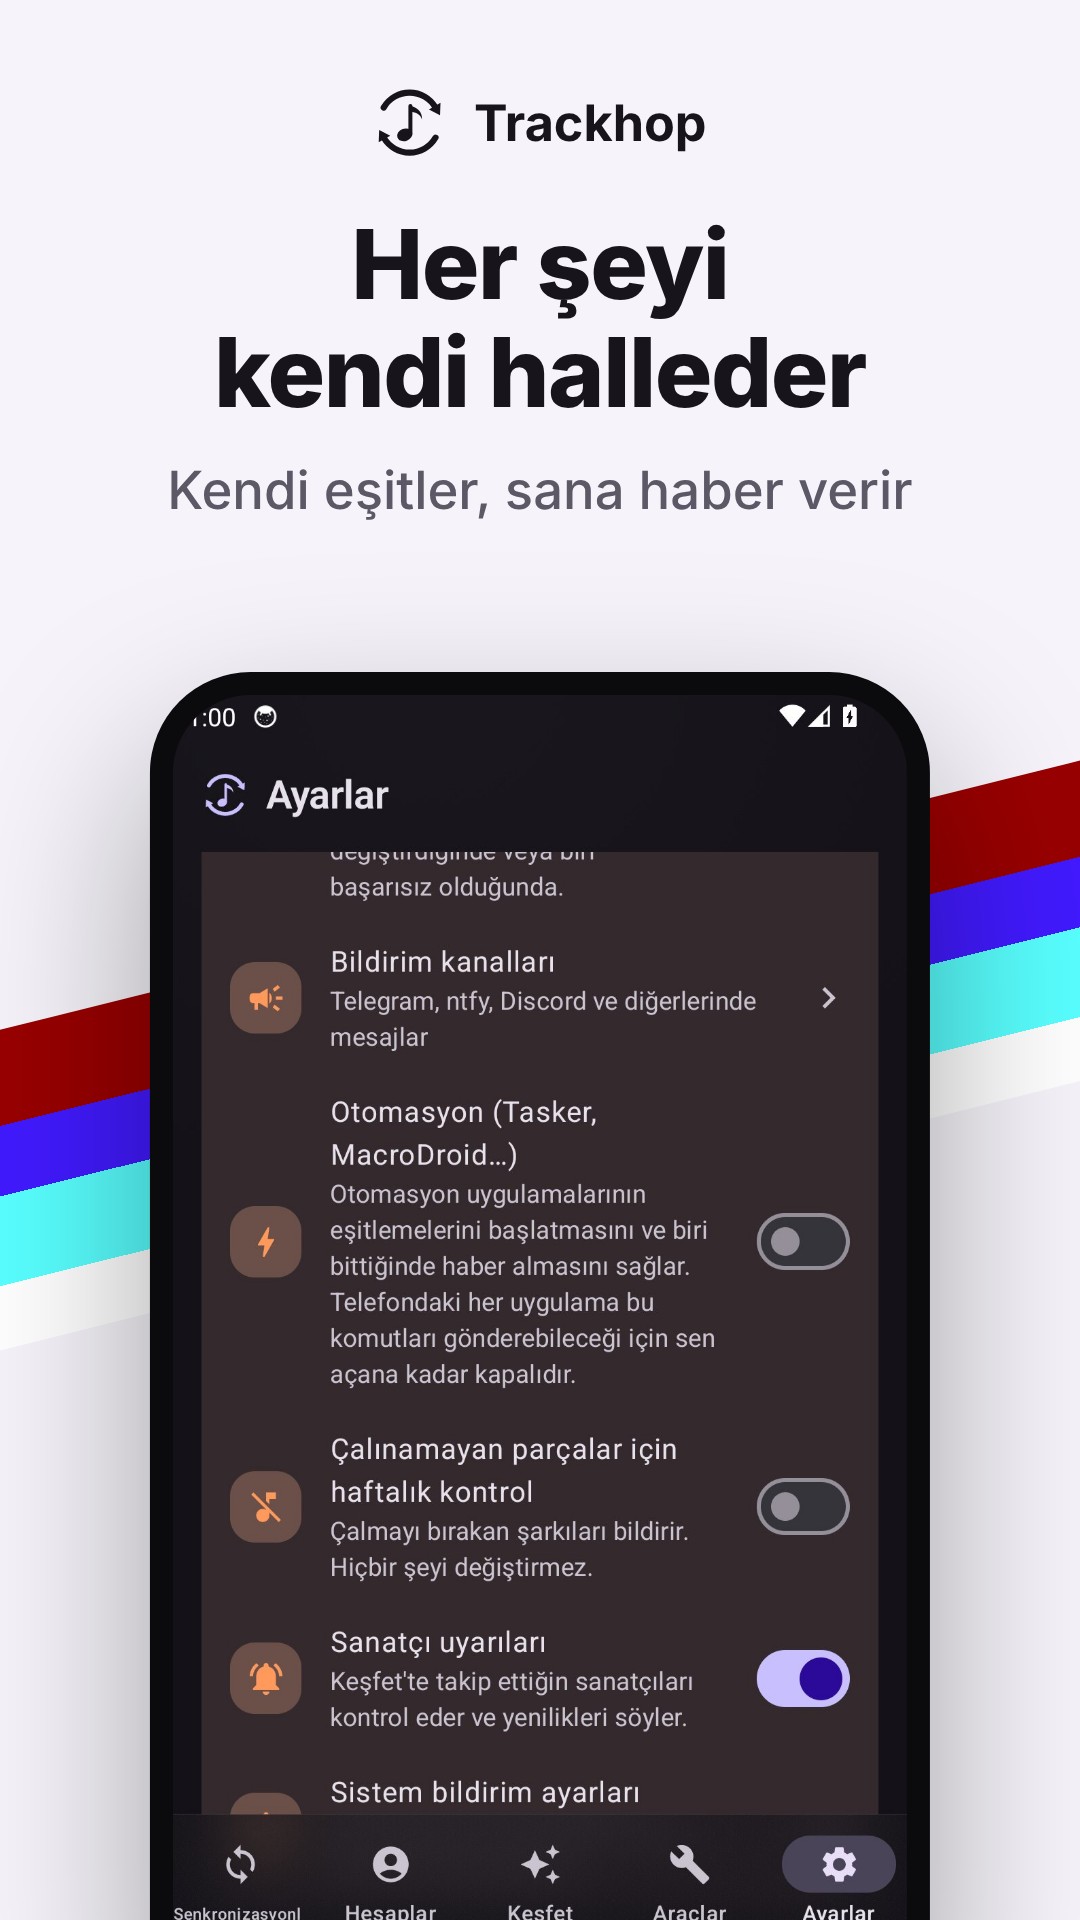 Trackhop
Her şeyi
kendi halleder
Kendi eşitler, sana haber verir
:00
Ayarlar
değiştirdiğinde veya biri
başarısız olduğunda.
Bildirim kanalları
Telegram, ntfy, Discord ve diğerlerinde
mesajlar
Otomasyon (Tasker,
MacroDroid…)
Otomasyon uygulamalarının
eşitlemelerini başlatmasını ve biri
bittiğinde haber almasını sağlar.
Telefondaki her uygulama bu
komutları gönderebileceği için sen
açana kadar kapalıdır.
Çalınamayan parçalar için
haftalık kontrol
Çalmayı bırakan şarkıları bildirir.
Hiçbir şeyi değiştirmez.
Sanatçı uyarıları
Keşfet'te takip ettiğin sanatçıları
kontrol eder ve yenilikleri söyler.
Sistem bildirim ayarları
Senkronizasyonl Hesaplar Keşfet Araçlar Ayarlar